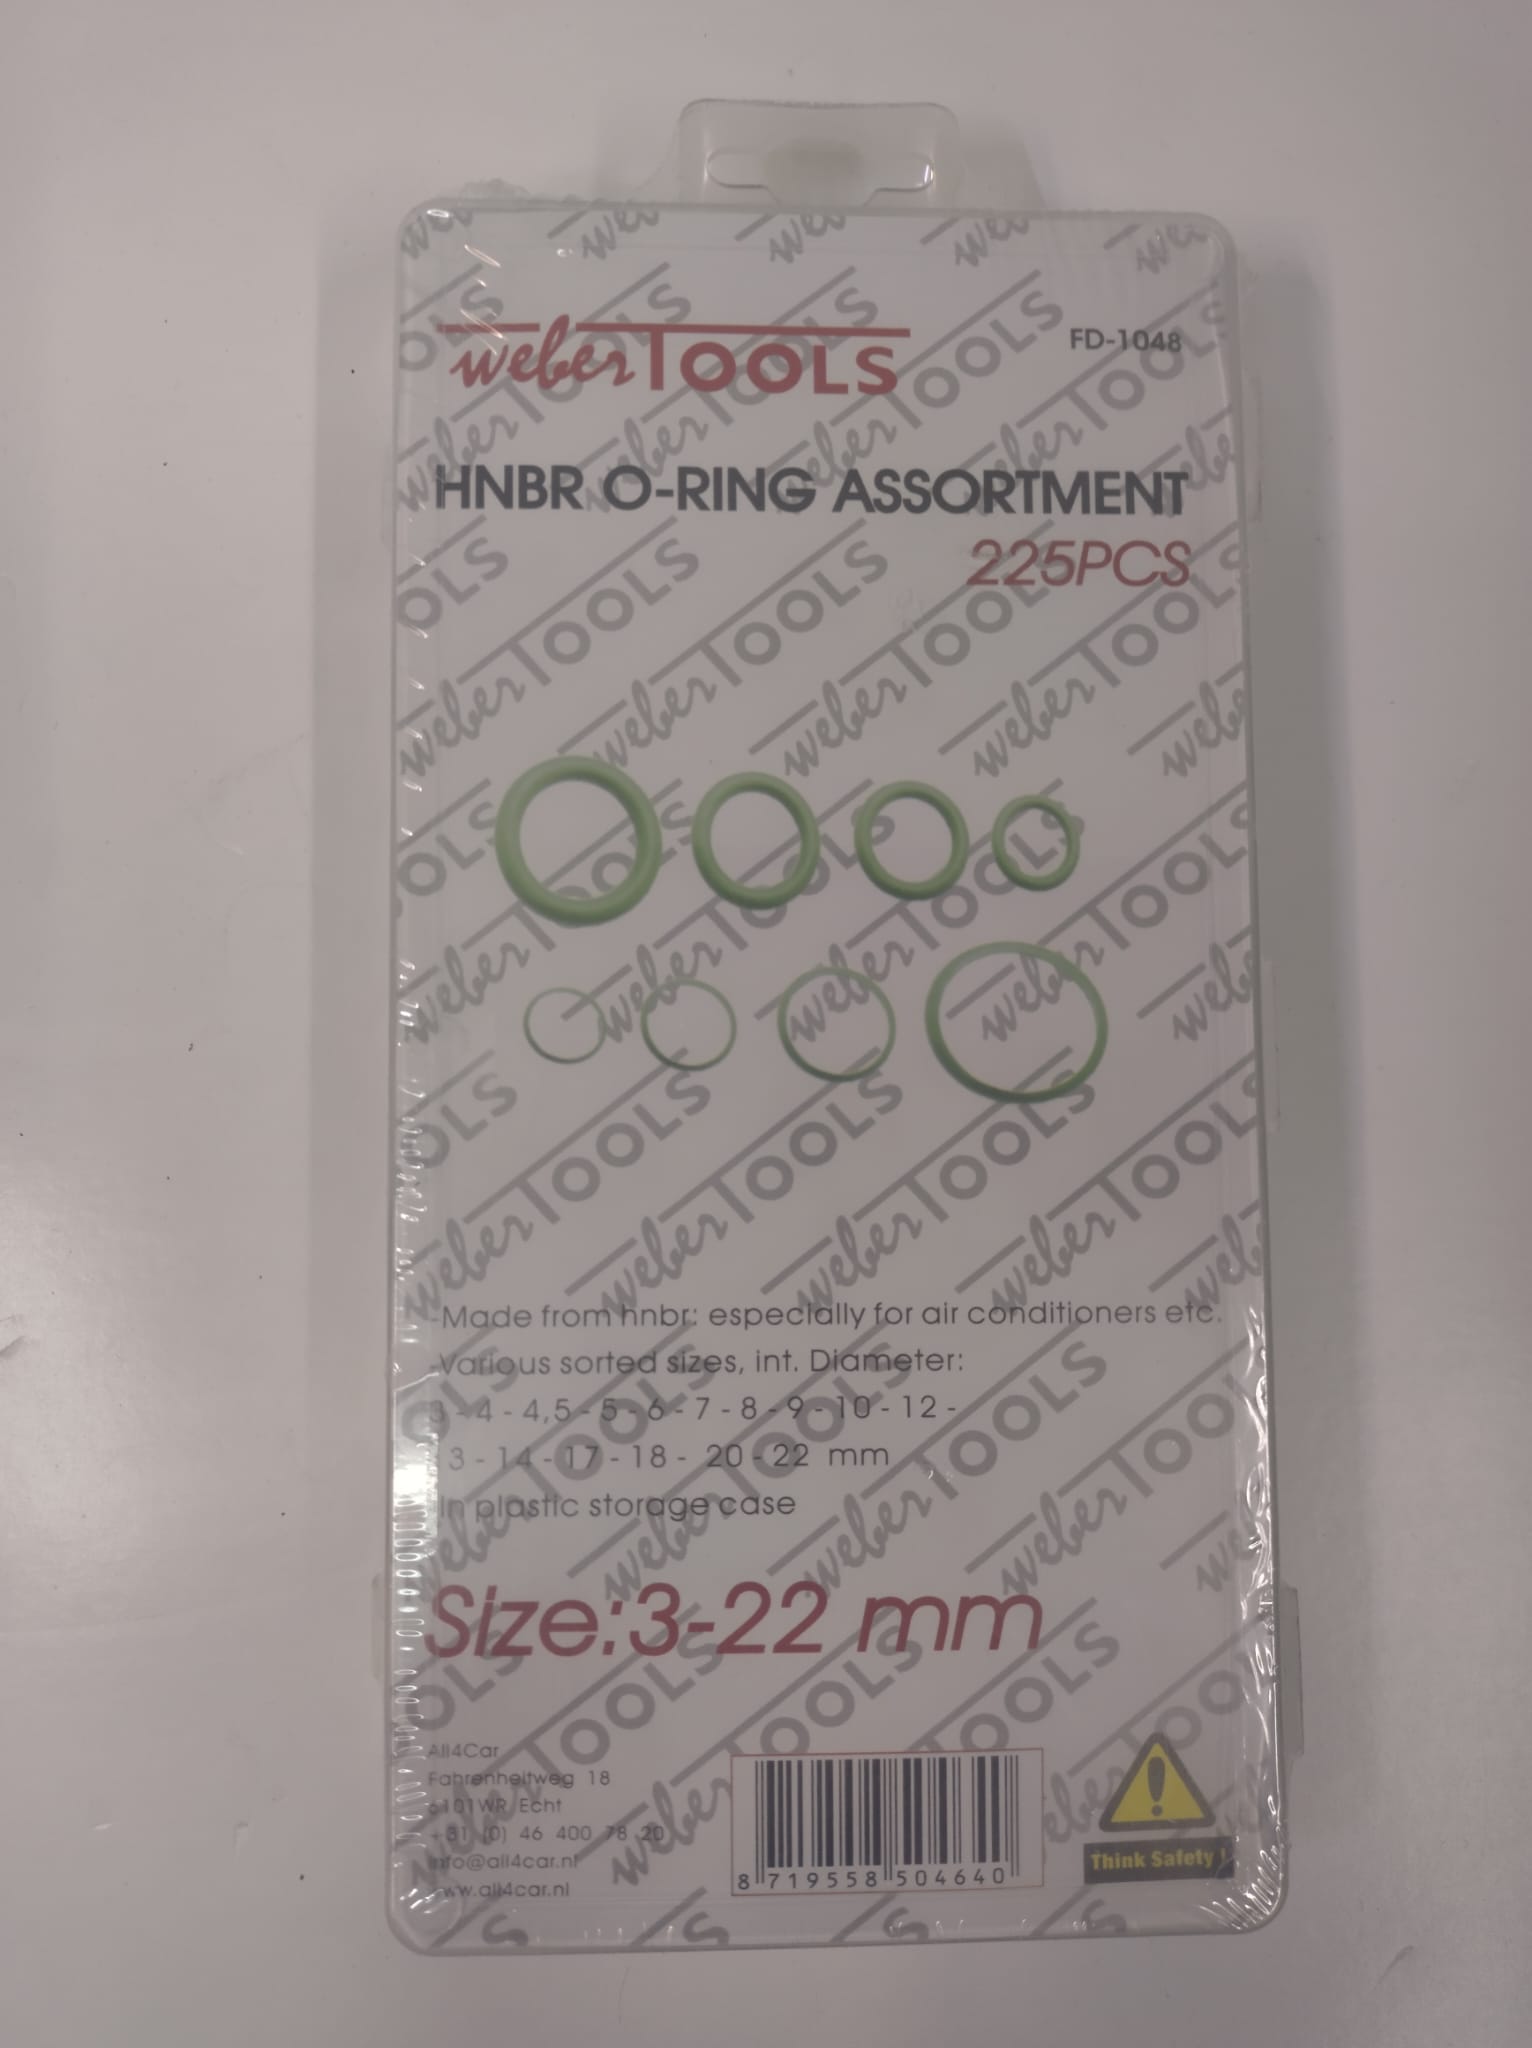 weberTOOLS
FD-1048
HNBR O-RING ASSORTMENT
225PCS
-Made from hnbr: especially for air conditioners etc.
-Various sorted sizes, int. Diameter:
3 - 4 - 4,5 - 5 - 6 - 7 - 8 - 9 - 10 - 12 -
3 - 14 - 17 - 18 - 20 - 22 mm
-In plastic storage case
Size:3-22 mm
All4Car
Fahrenheitweg 18
6101WR Echt
+31 (0) 46 400 78 20
info@all4car.nl
www.all4car.nl
8 719558 504640
Think Safety !